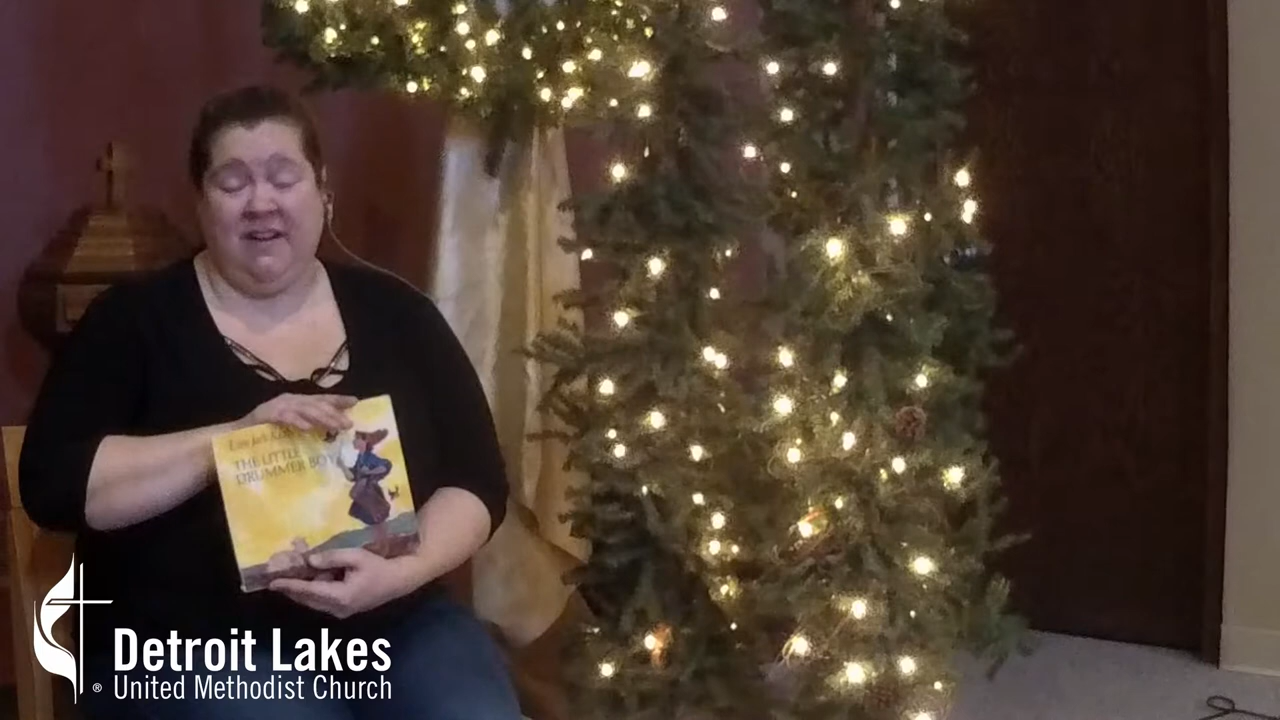 THE LITTLE
DRUMMER BOY
Detroit Lakes
United Methodist Church
®